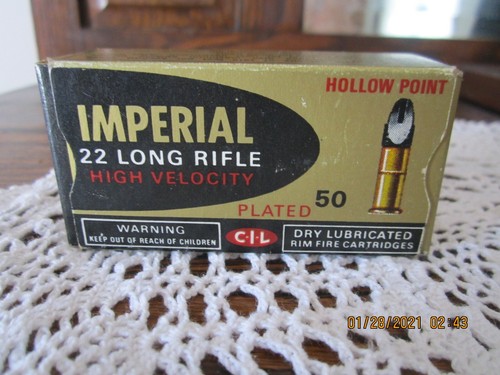 HOLLOW POINT
IMPERIAL
22 LONG RIFLE
HIGH VELOCITY
PLATED 50
WARNING
KEEP OUT OF REACH OF CHILDREN
C·I·L
DRY LUBRICATED
RIM FIRE CARTRIDGES
01/28/2021 02:43